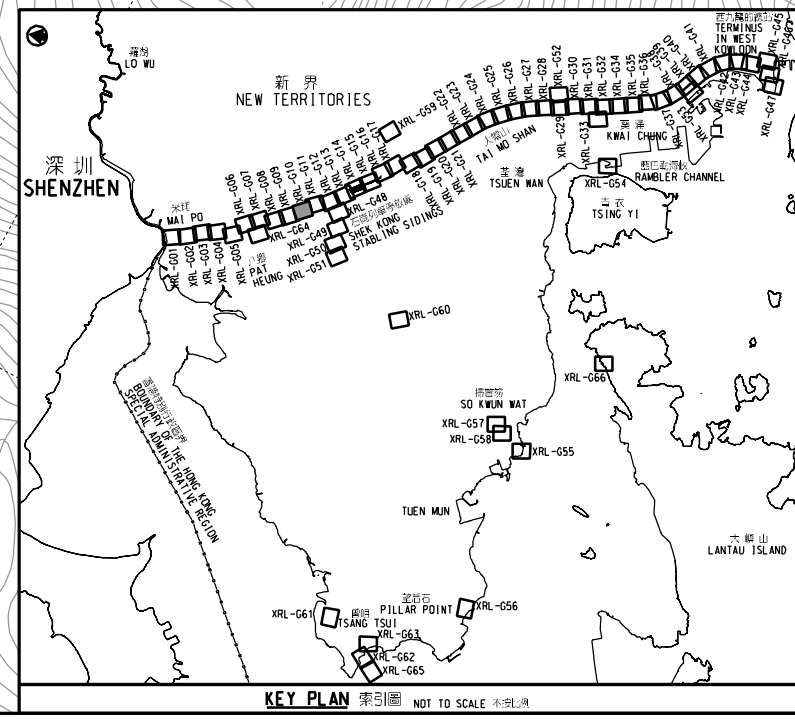 羅湖
LO WU
新界
NEW TERRITORIES
深圳
SHENZHEN
米埔
MAI PO
XRL-G01
XRL-G02
XRL-G03
XRL-G04
XRL-G05
XRL-G06
XRL-G07
XRL-G08
XRL-G09
XRL-G10
XRL-G11
XRL-G12
XRL-G13
XRL-G14
XRL-G15
XRL-G16
XRL-G17
XRL-G59
XRL-G18
XRL-G19
XRL-G20
XRL-G21
XRL-G22
XRL-G23
XRL-G24
XRL-G25
XRL-G26
XRL-G27
XRL-G28
XRL-G52
XRL-G29
XRL-G30
XRL-G31
XRL-G32
XRL-G33
XRL-G34
XRL-G35
XRL-G36
XRL-G37
XRL-G39
XRL-G40
XRL-G41
XRL-G42
XRL-G43
XRL-G44
XRL-G45
XRL-G47
TERMINUS
IN WEST
KOWLOON
大帽山
TAI MO SHAN
荃灣
TSUEN WAN
葵涌
KWAI CHUNG
XRL-G54
藍巴勒海峽
RAMBLER CHANNEL
青衣
TSING YI
XRL-G64
八鄉
PAT
HEUNG
XRL-G48
XRL-G49
XRL-G50
XRL-G51
SHEK KONG
STABLING SIDINGS
XRL-G60
XRL-G66
BOUNDARY OF THE HONG KONG
SPECIAL ADMINISTRATIVE REGION
掃管笏
SO KWUN WAT
XRL-G57
XRL-G58
XRL-G55
TUEN MUN
大嶼山
LANTAU ISLAND
望后石
PILLAR POINT
XRL-G56
XRL-G61
曾咀
TSANG TSUI
XRL-G63
XRL-G62
XRL-G65
KEY PLAN 索引圖 NOT TO SCALE 不按比例